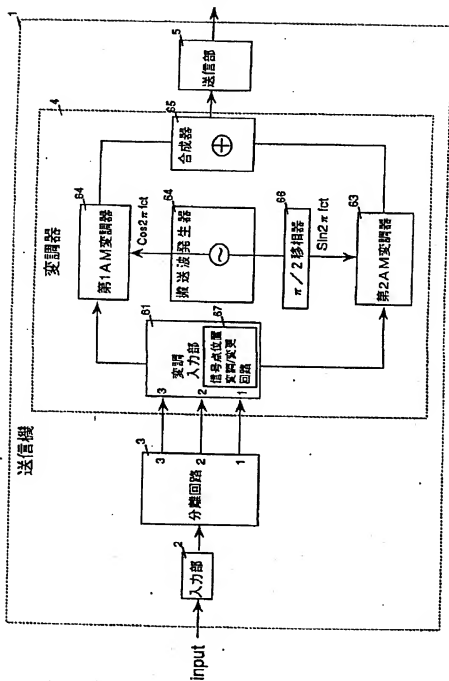 1
送信機
input
2
入力部
3
分離回路
3
2
1
4
変調器
61
変調
入力部
3
2
1
67
信号点位置
変調/変更
回路
64
第1AM変調器
Cos2πfct
64
搬送波発生器
66
π/2移相器
Sin2πfct
63
第2AM変調器
65
合成器
5
送信部